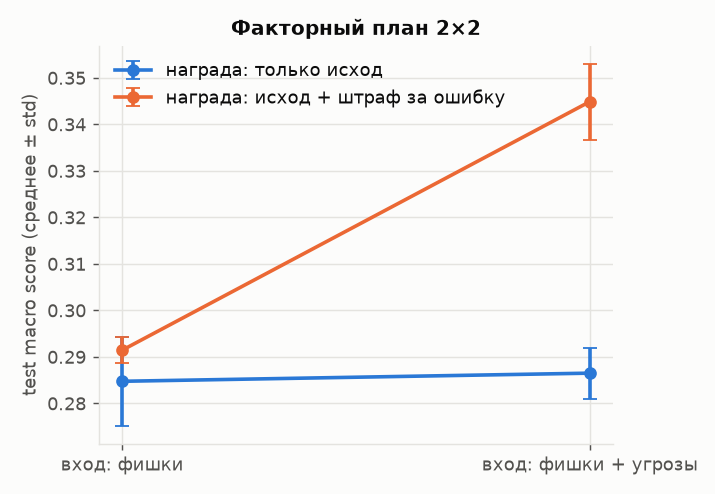 Факторный план 2×2
награда: только исход
награда: исход + штраф за ошибку
test macro score (среднее ± std)
0.35
0.34
0.33
0.32
0.31
0.30
0.29
0.28
вход: фишки
вход: фишки + угрозы